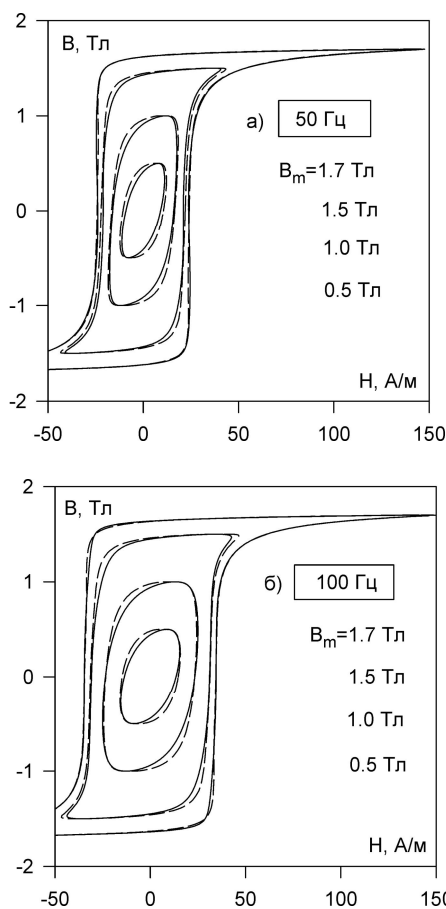 2
B, Тл
а) 50 Гц
1
Bm=1.7 Тл
0
1.5 Тл
1.0 Тл
-1
0.5 Тл
H, А/м
-2
-50 0 50 100 150
2
B, Тл
1
б) 100 Гц
Bm=1.7 Тл
0
1.5 Тл
1.0 Тл
-1
0.5 Тл
H, А/м
-2
-50 0 50 100 150